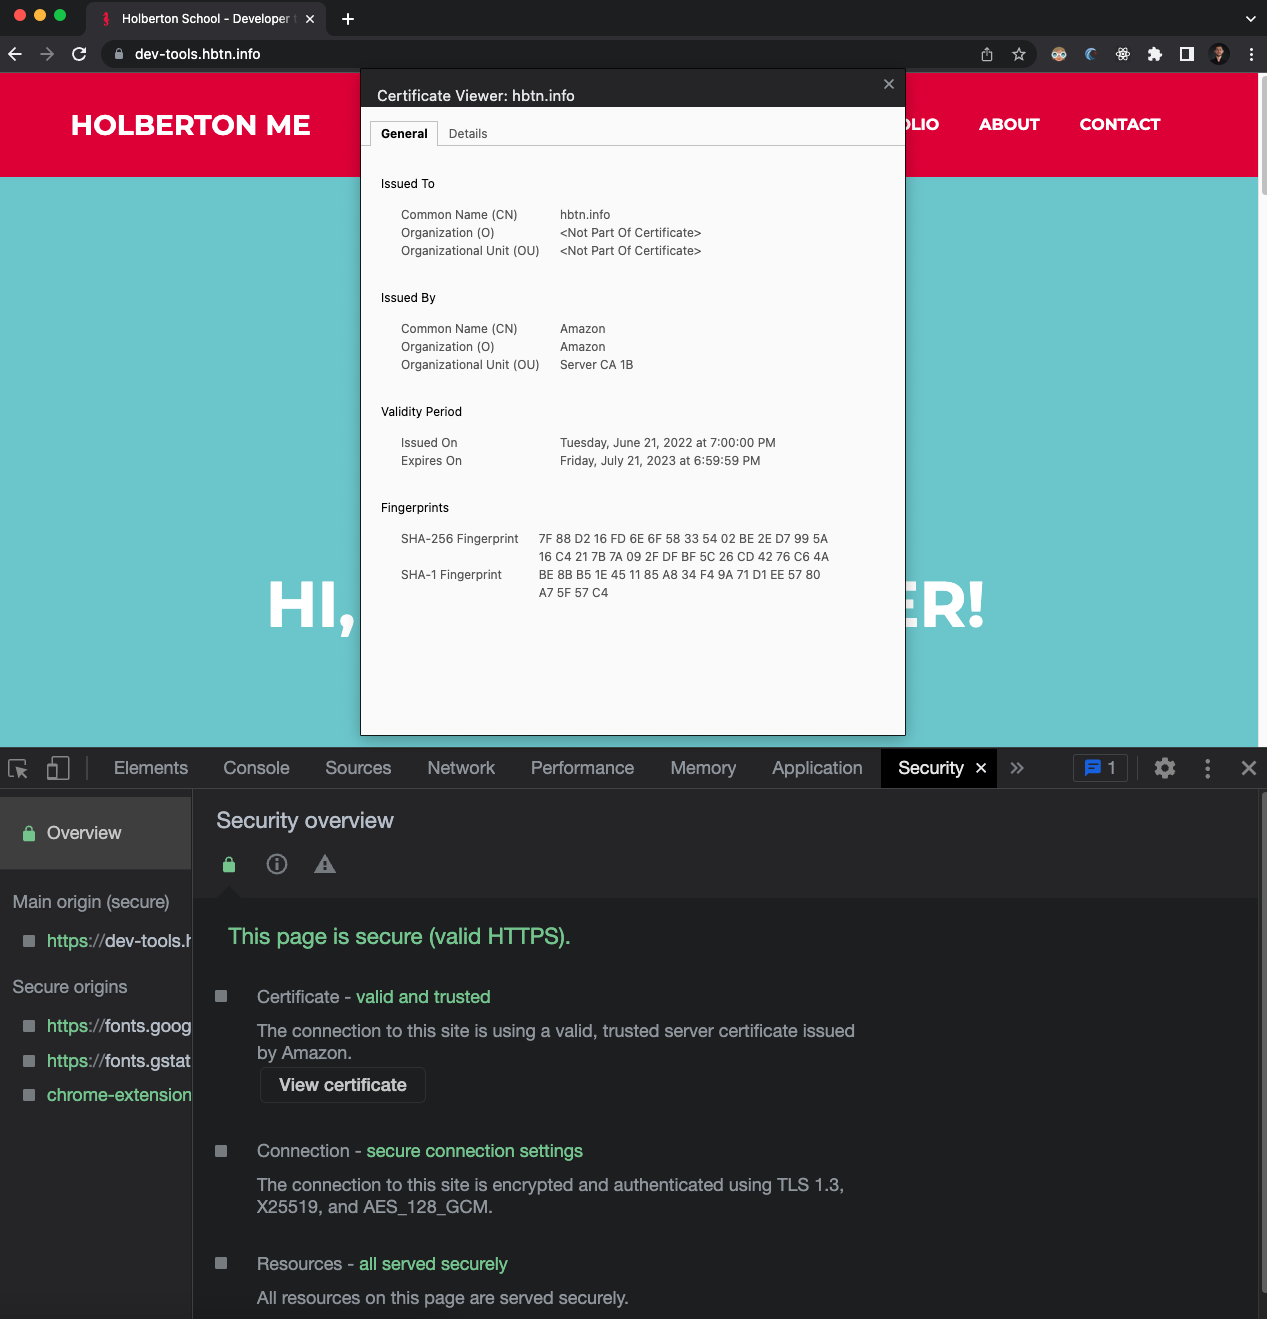 Holberton School - Developer t
dev-tools.hbtn.info
HOLBERTON ME
OLIO
ABOUT
CONTACT
HI,
ER!
Certificate Viewer: hbtn.info
General
Details
Issued To
Common Name (CN) hbtn.info
Organization (O) <Not Part Of Certificate>
Organizational Unit (OU) <Not Part Of Certificate>
Issued By
Common Name (CN) Amazon
Organization (O) Amazon
Organizational Unit (OU) Server CA 1B
Validity Period
Issued On Tuesday, June 21, 2022 at 7:00:00 PM
Expires On Friday, July 21, 2023 at 6:59:59 PM
Fingerprints
SHA-256 Fingerprint 7F 88 D2 16 FD 6E 6F 58 33 54 02 BE 2E D7 99 5A
16 C4 21 7B 7A 09 2F DF BF 5C 26 CD 42 76 C6 4A
SHA-1 Fingerprint BE 8B B5 1E 45 11 85 A8 34 F4 9A 71 D1 EE 57 80
A7 5F 57 C4
Elements
Console
Sources
Network
Performance
Memory
Application
Security
1
Overview
Main origin (secure)
https://dev-tools.h
Secure origins
https://fonts.goog
https://fonts.gstat
chrome-extension
Security overview
This page is secure (valid HTTPS).
Certificate - valid and trusted
The connection to this site is using a valid, trusted server certificate issued
by Amazon.
View certificate
Connection - secure connection settings
The connection to this site is encrypted and authenticated using TLS 1.3,
X25519, and AES_128_GCM.
Resources - all served securely
All resources on this page are served securely.